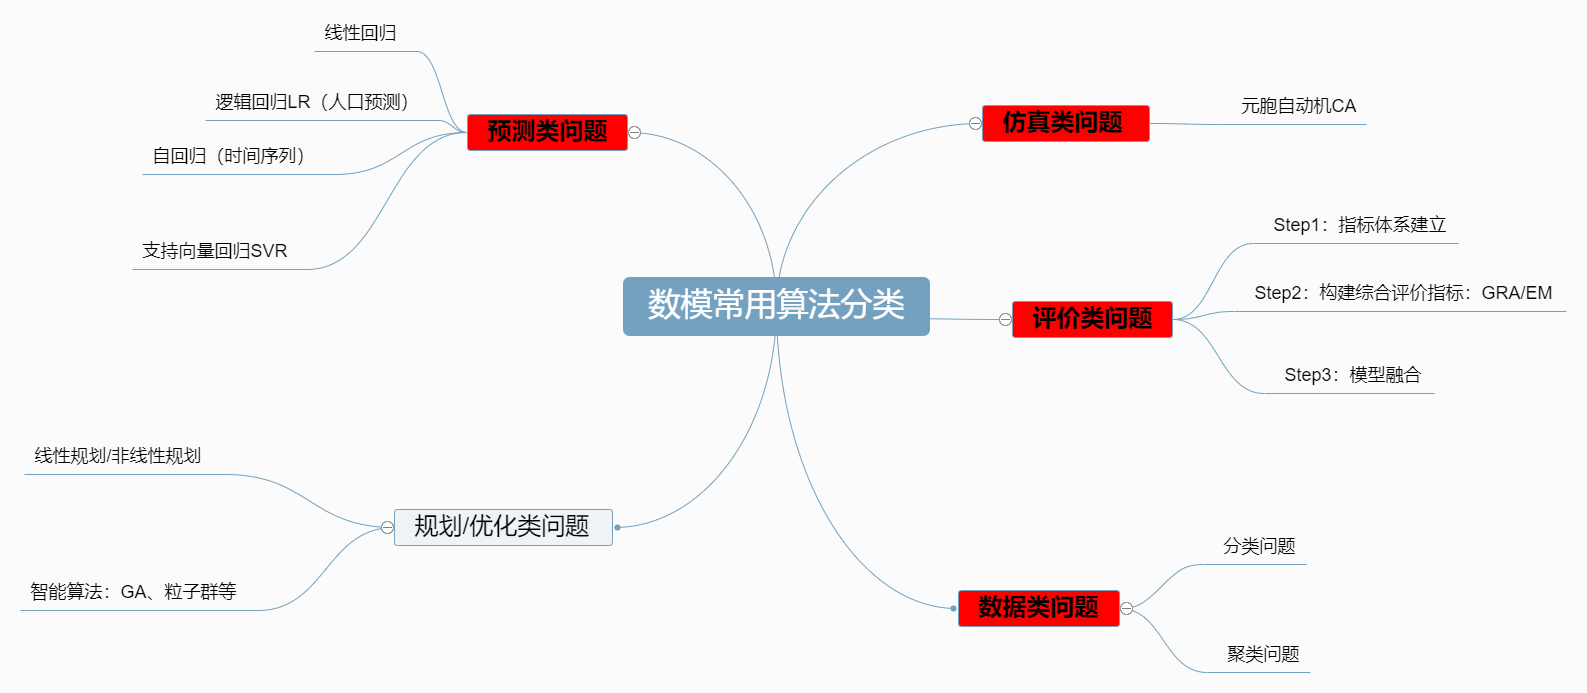 数模常用算法分类
预测类问题
线性回归
逻辑回归LR（人口预测）
自回归（时间序列）
支持向量回归SVR
规划/优化类问题
线性规划/非线性规划
智能算法：GA、粒子群等
仿真类问题
元胞自动机CA
评价类问题
Step1：指标体系建立
Step2：构建综合评价指标：GRA/EM
Step3：模型融合
数据类问题
分类问题
聚类问题